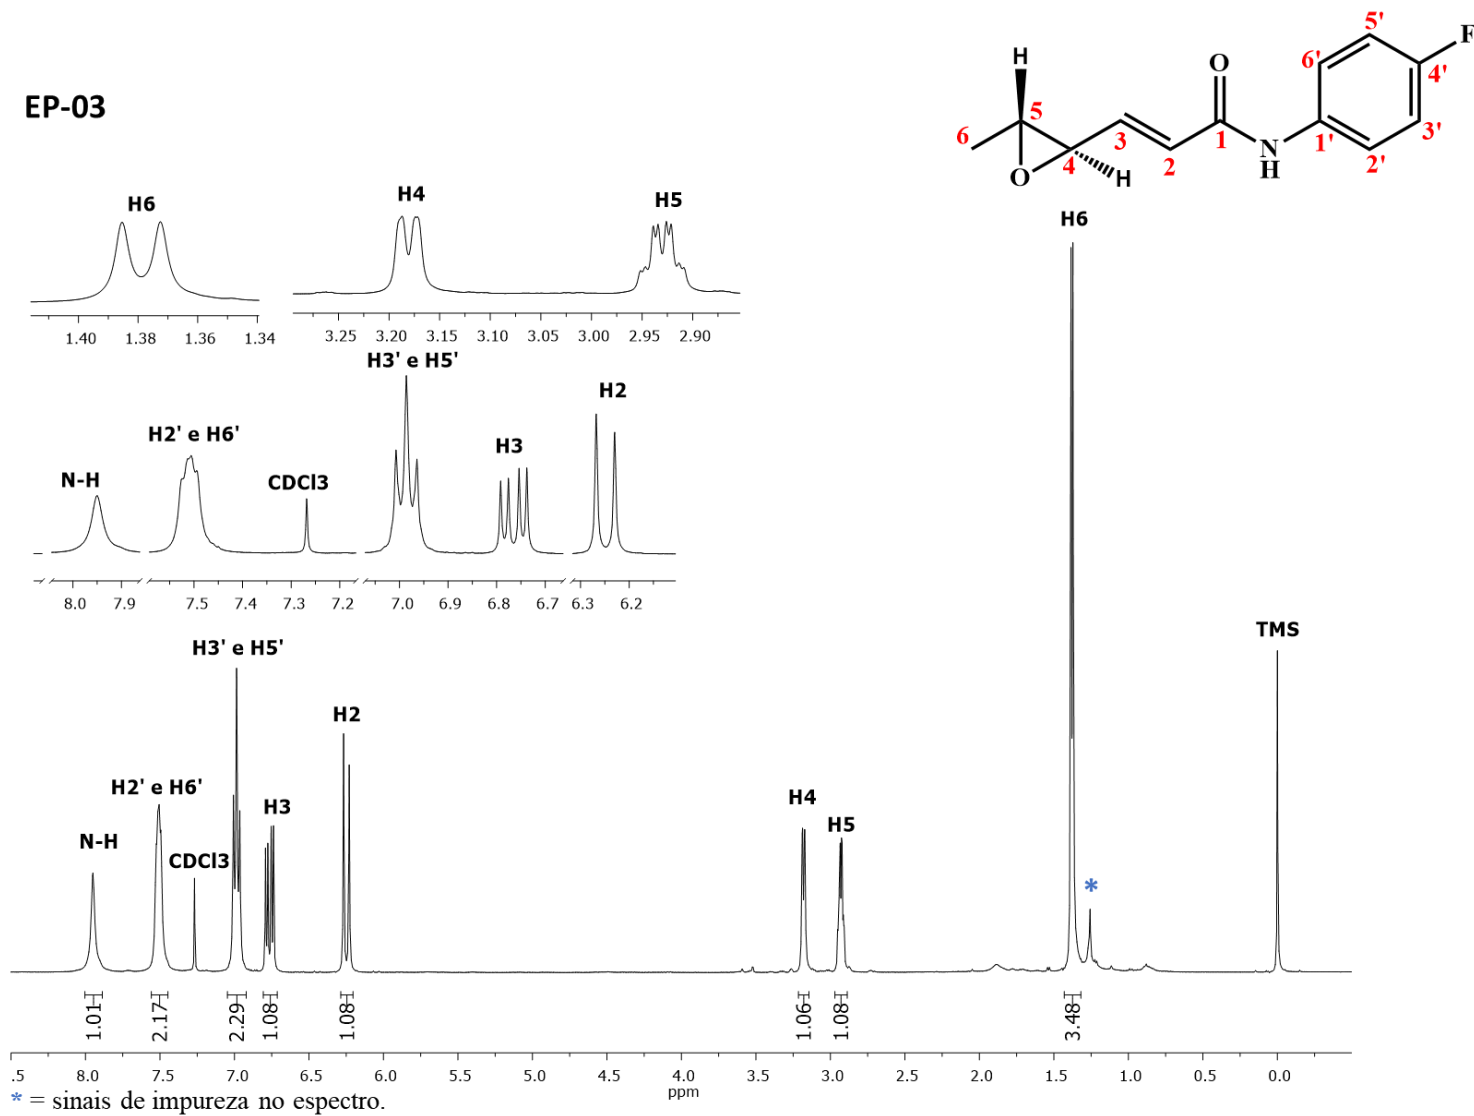 EP-03
H
5
6
O
4
H
3
2
O
1
N
H
1'
2'
3'
4'
5'
6'
F
H6
1.40 1.38 1.36 1.34
H4
H5
3.25 3.20 3.15 3.10 3.05 3.00 2.95 2.90
N-H
H2' e H6'
CDCl3
H3' e H5'
H3
H2
8.0 7.9 7.5 7.4 7.3 7.2 7.0 6.9 6.8 6.7 6.3 6.2
N-H
H2' e H6'
CDCl3
H3' e H5'
H3
H2
H4
H5
H6
*
TMS
1.01
2.17
2.29
1.08
1.08
1.06
1.08
3.48
.5 8.0 7.5 7.0 6.5 6.0 5.5 5.0 4.5 4.0 3.5 3.0 2.5 2.0 1.5 1.0 0.5 0.0
ppm
* = sinais de impureza no espectro.